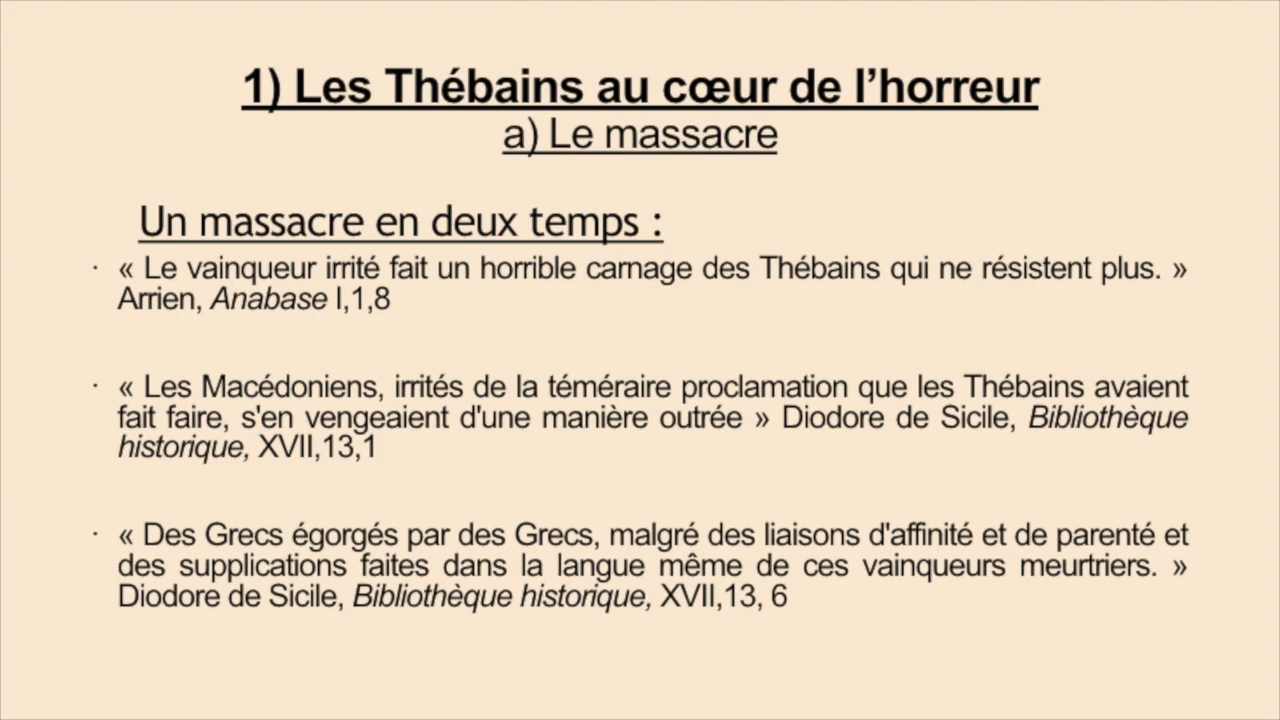 1) Les Thébains au cœur de l’horreur
a) Le massacre
Un massacre en deux temps :
· « Le vainqueur irrité fait un horrible carnage des Thébains qui ne résistent plus. »
Arrien, Anabase I,1,8
· « Les Macédoniens, irrités de la téméraire proclamation que les Thébains avaient
fait faire, s'en vengeaient d'une manière outrée » Diodore de Sicile, Bibliothèque
historique, XVII,13,1
· « Des Grecs égorgés par des Grecs, malgré des liaisons d'affinité et de parenté et
des supplications faites dans la langue même de ces vainqueurs meurtriers. »
Diodore de Sicile, Bibliothèque historique, XVII,13, 6